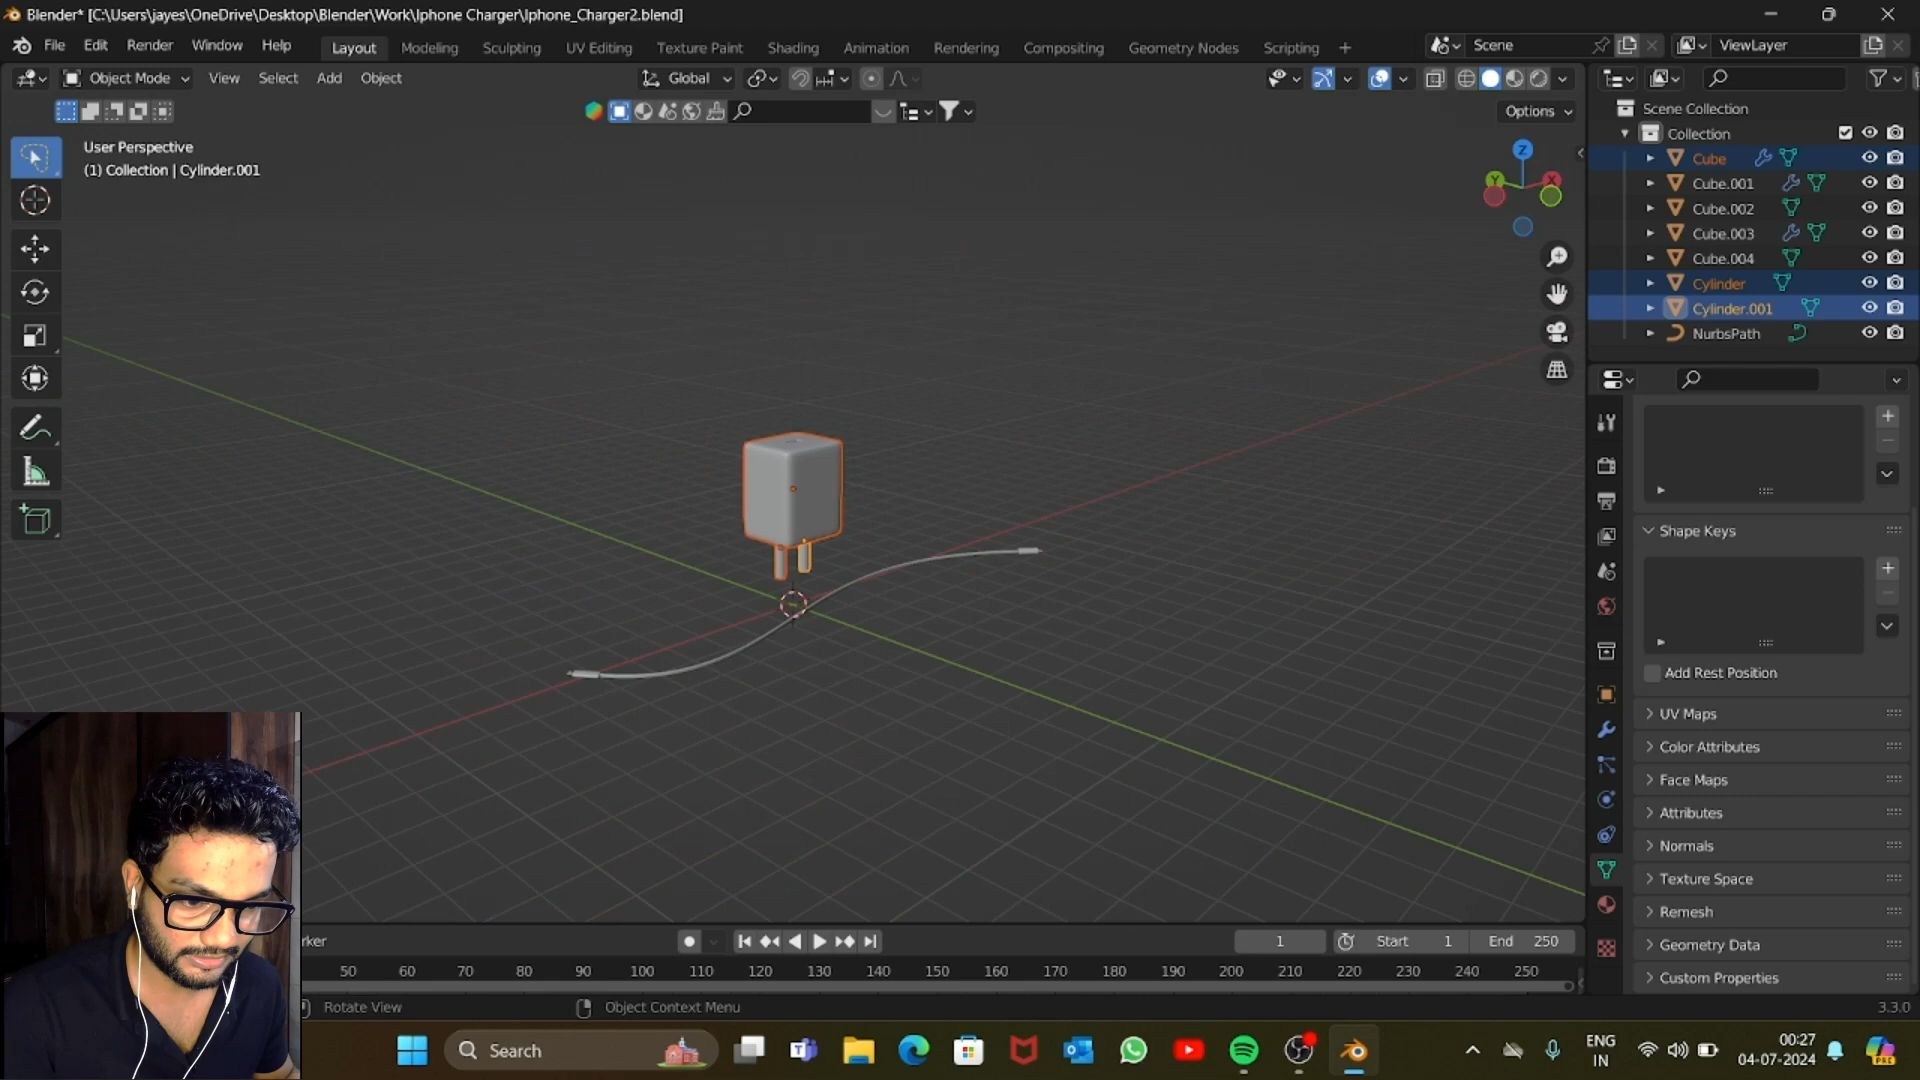 Blender* [C:\Users\jayes\OneDrive\Desktop\Blender\Work\Iphone Charger\Iphone_Charger2.blend]
File Edit Render Window Help Layout Modeling Sculpting UV Editing Texture Paint Shading Animation Rendering Compositing Geometry Nodes Scripting Scene ViewLayer
Object Mode View Select Add Object Global
Options
User Perspective
(1) Collection | Cylinder.001
Z
Y X
Scene Collection
Collection
Cube
Cube.001
Cube.002
Cube.003
Cube.004
Cylinder
Cylinder.001
NurbsPath
Shape Keys
Add Rest Position
UV Maps
Color Attributes
Face Maps
Attributes
Normals
Texture Space
Remesh
Geometry Data
Custom Properties
rker 1 Start 1 End 250
50 60 70 80 90 100 110 120 130 140 150 160 170 180 190 200 210 220 230 240 250
Rotate View Object Context Menu 3.3.0
Search
ENG
IN
00:27
04-07-2024
PRE